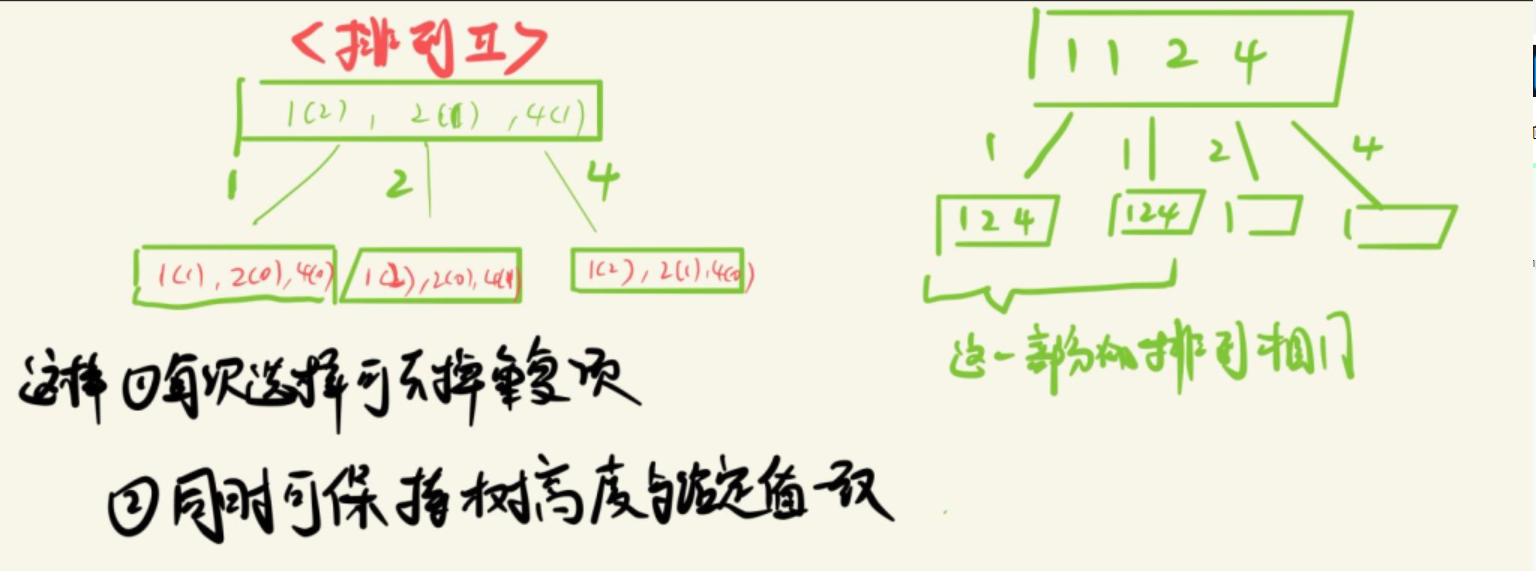 <排列II>
1(2), 2(1), 4(1)
1 2 4
1(1), 2(0), 4(0)
1(2), 2(0), 4(1)
1(2), 2(1), 4(0)
这样 ①每次选择可去掉重复项
②同时可保持树高度与给定值一致
1 1 2 4
1 1 2 4
1 2 4
1 2 4
这一部份的排列相同